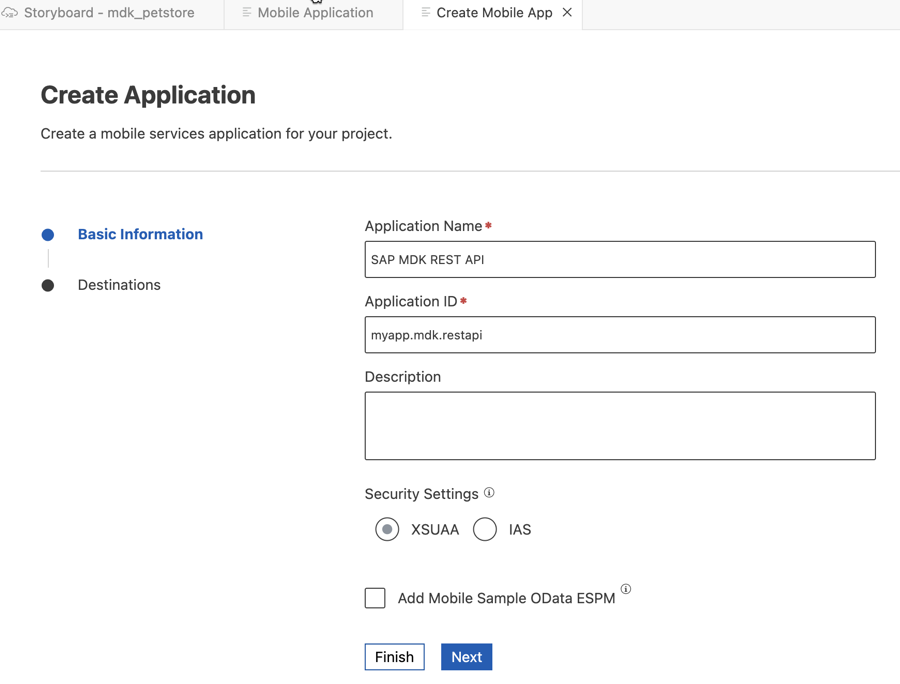 Storyboard - mdk_petstore
Mobile Application
Create Mobile App
Create Application
Create a mobile services application for your project.
Basic Information
Destinations
Application Name*
SAP MDK REST API
Application ID*
myapp.mdk.restapi
Description
Security Settings
XSUAA
IAS
Add Mobile Sample OData ESPM
Finish
Next